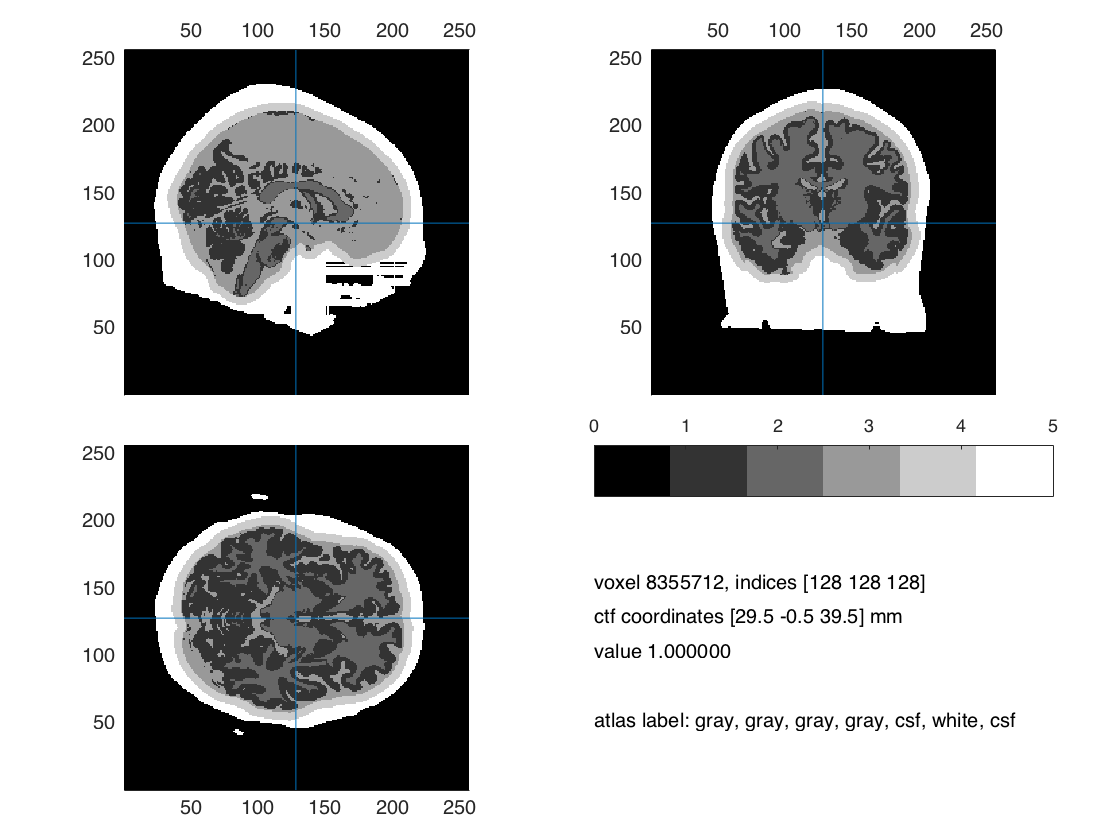 50 100 150 200 250
250
200
150
100
50
50 100 150 200 250
250
200
150
100
50
0 1 2 3 4 5
250
200
150
100
50
50 100 150 200 250
voxel 8355712, indices [128 128 128]
ctf coordinates [29.5 -0.5 39.5] mm
value 1.000000
atlas label: gray, gray, gray, gray, csf, white, csf